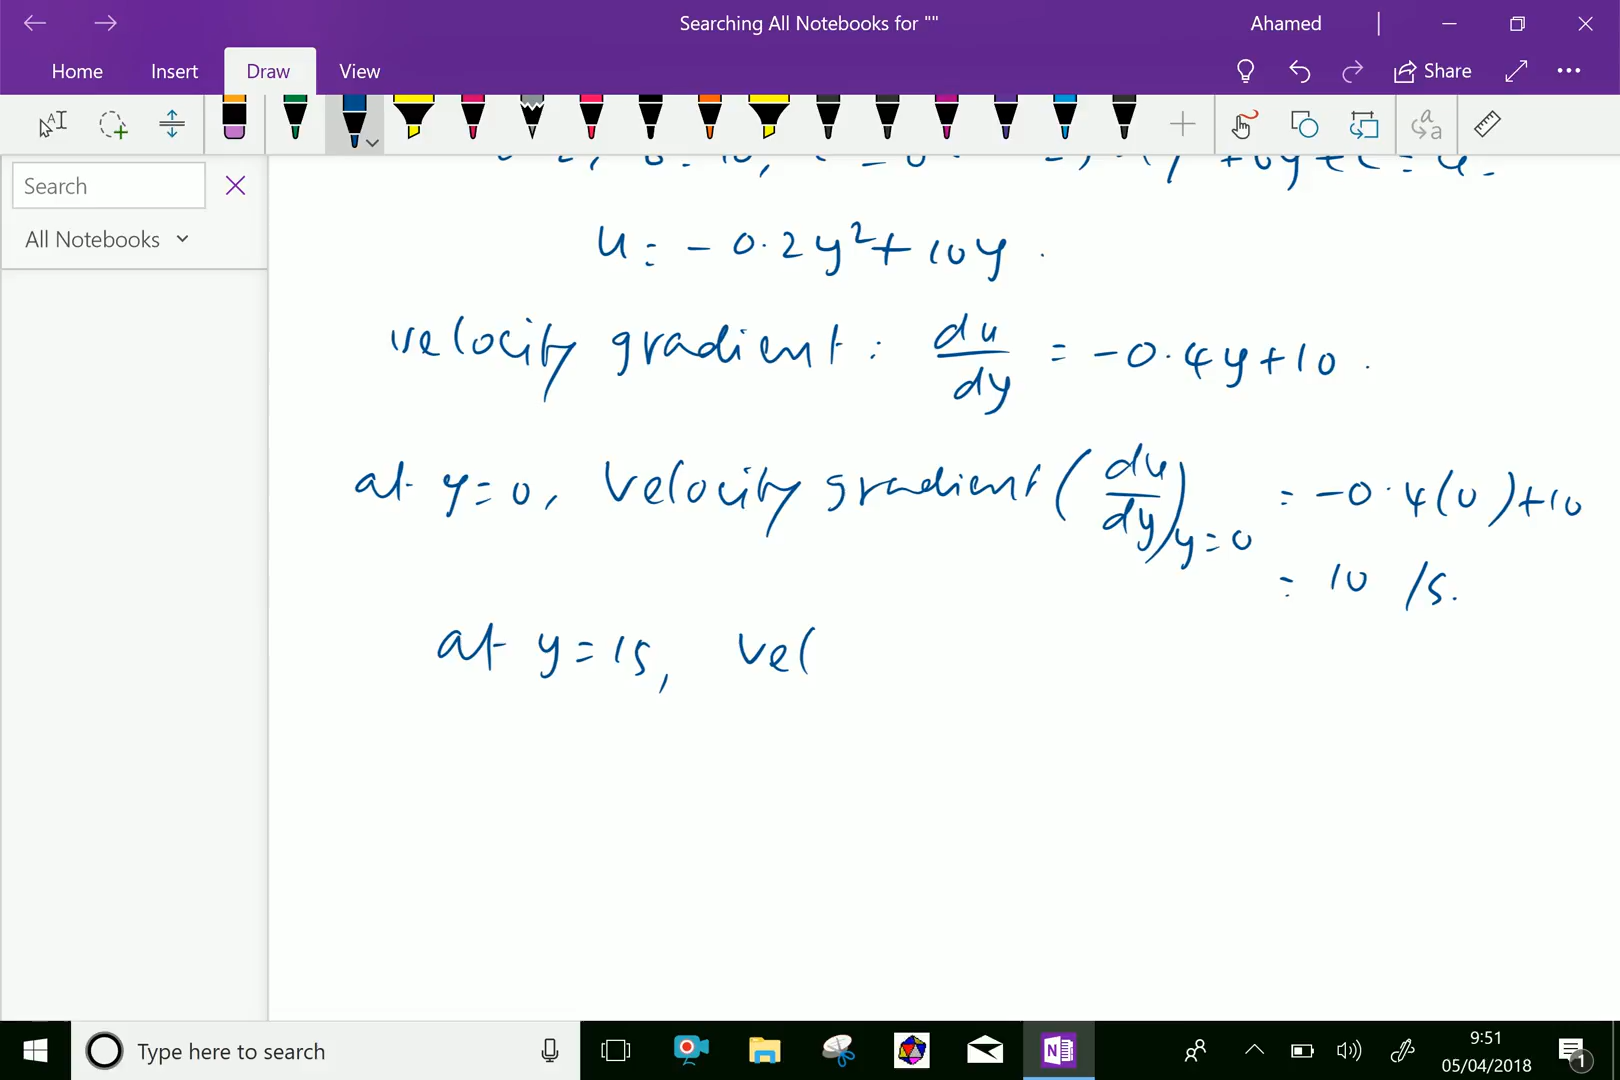 Searching All Notebooks for ""
Ahamed
Home Insert Draw View
Share
Search
All Notebooks
u = -0.2y²+10y.
velocity gradient: du/dy = -0.4y+10.
at y=0, velocity gradient (du/dy)y=0 = -0.4(0)+10
= 10 /s.
at y=15, vel
Type here to search
9:51
05/04/2018
1